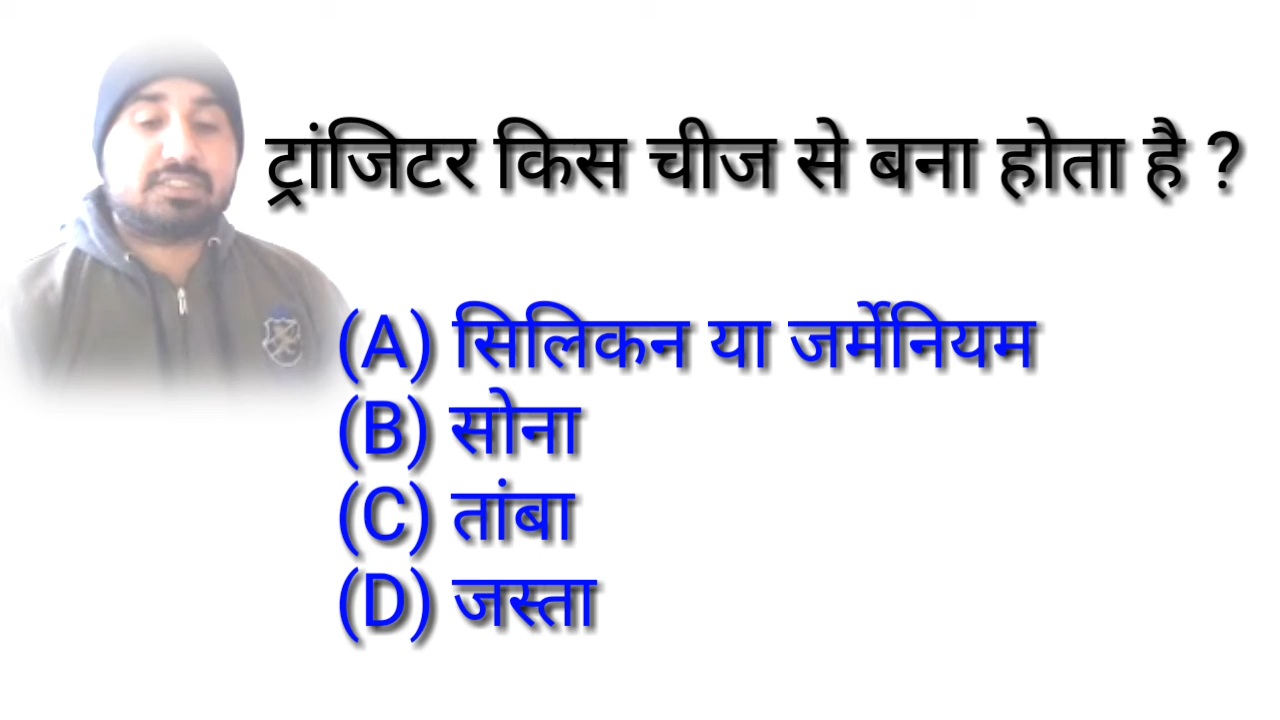 ट्रांजिटर किस चीज से बना होता है ?
(A) सिलिकन या जर्मेनियम
(B) सोना
(C) तांबा
(D) जस्ता